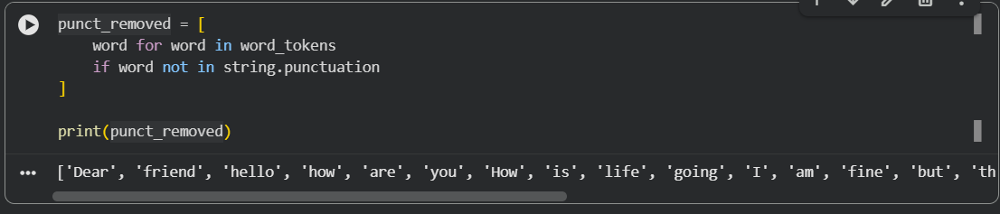 punct_removed = [
    word for word in word_tokens
    if word not in string.punctuation
]
print(punct_removed)
['Dear', 'friend', 'hello', 'how', 'are', 'you', 'How', 'is', 'life', 'going', 'I', 'am', 'fine', 'but', 'th